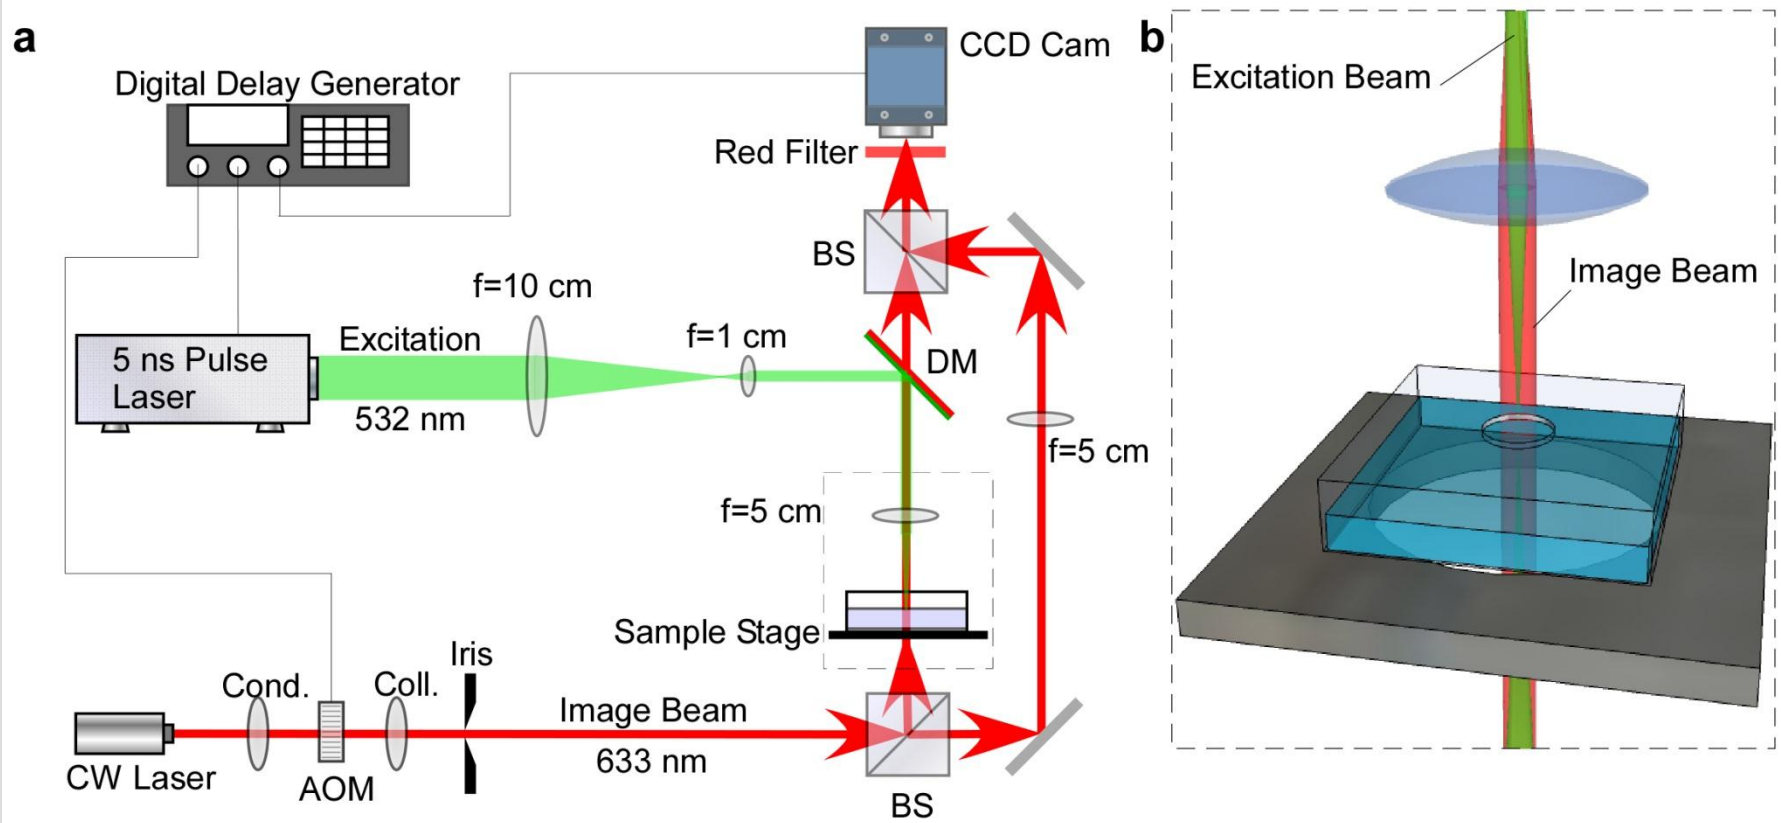 a
Digital Delay Generator
CCD Cam
Red Filter
BS
f=10 cm
f=1 cm
DM
5 ns Pulse
Laser
Excitation
532 nm
f=5 cm
f=5 cm
Sample Stage
Iris
Cond.
Coll.
Image Beam
633 nm
CW Laser
AOM
BS
b
Excitation Beam
Image Beam